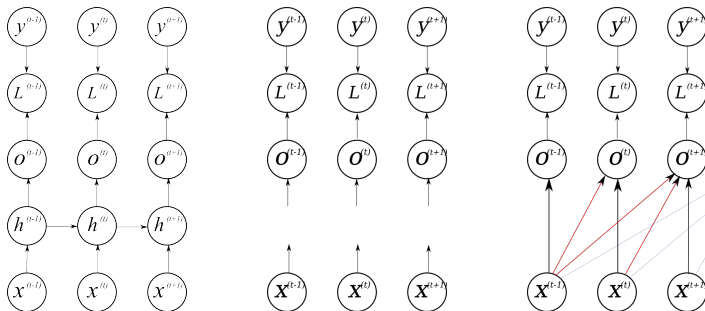 y^(t-1) y^(t) y^(t+1) y^(t-1) y^(t) y^(t+1) y^(t-1) y^(t) y^(t+1)
L^(t-1) L^(t) L^(t+1) L^(t-1) L^(t) L^(t+1) L^(t-1) L^(t) L^(t+1)
o^(t-1) o^(t) o^(t+1) o^(t-1) o^(t) o^(t+1) o^(t-1) o^(t) o^(t+1)
h^(t-1) h^(t) h^(t+1)
x^(t-1) x^(t) x^(t+1) x^(t-1) x^(t) x^(t+1) x^(t-1) x^(t) x^(t+1)